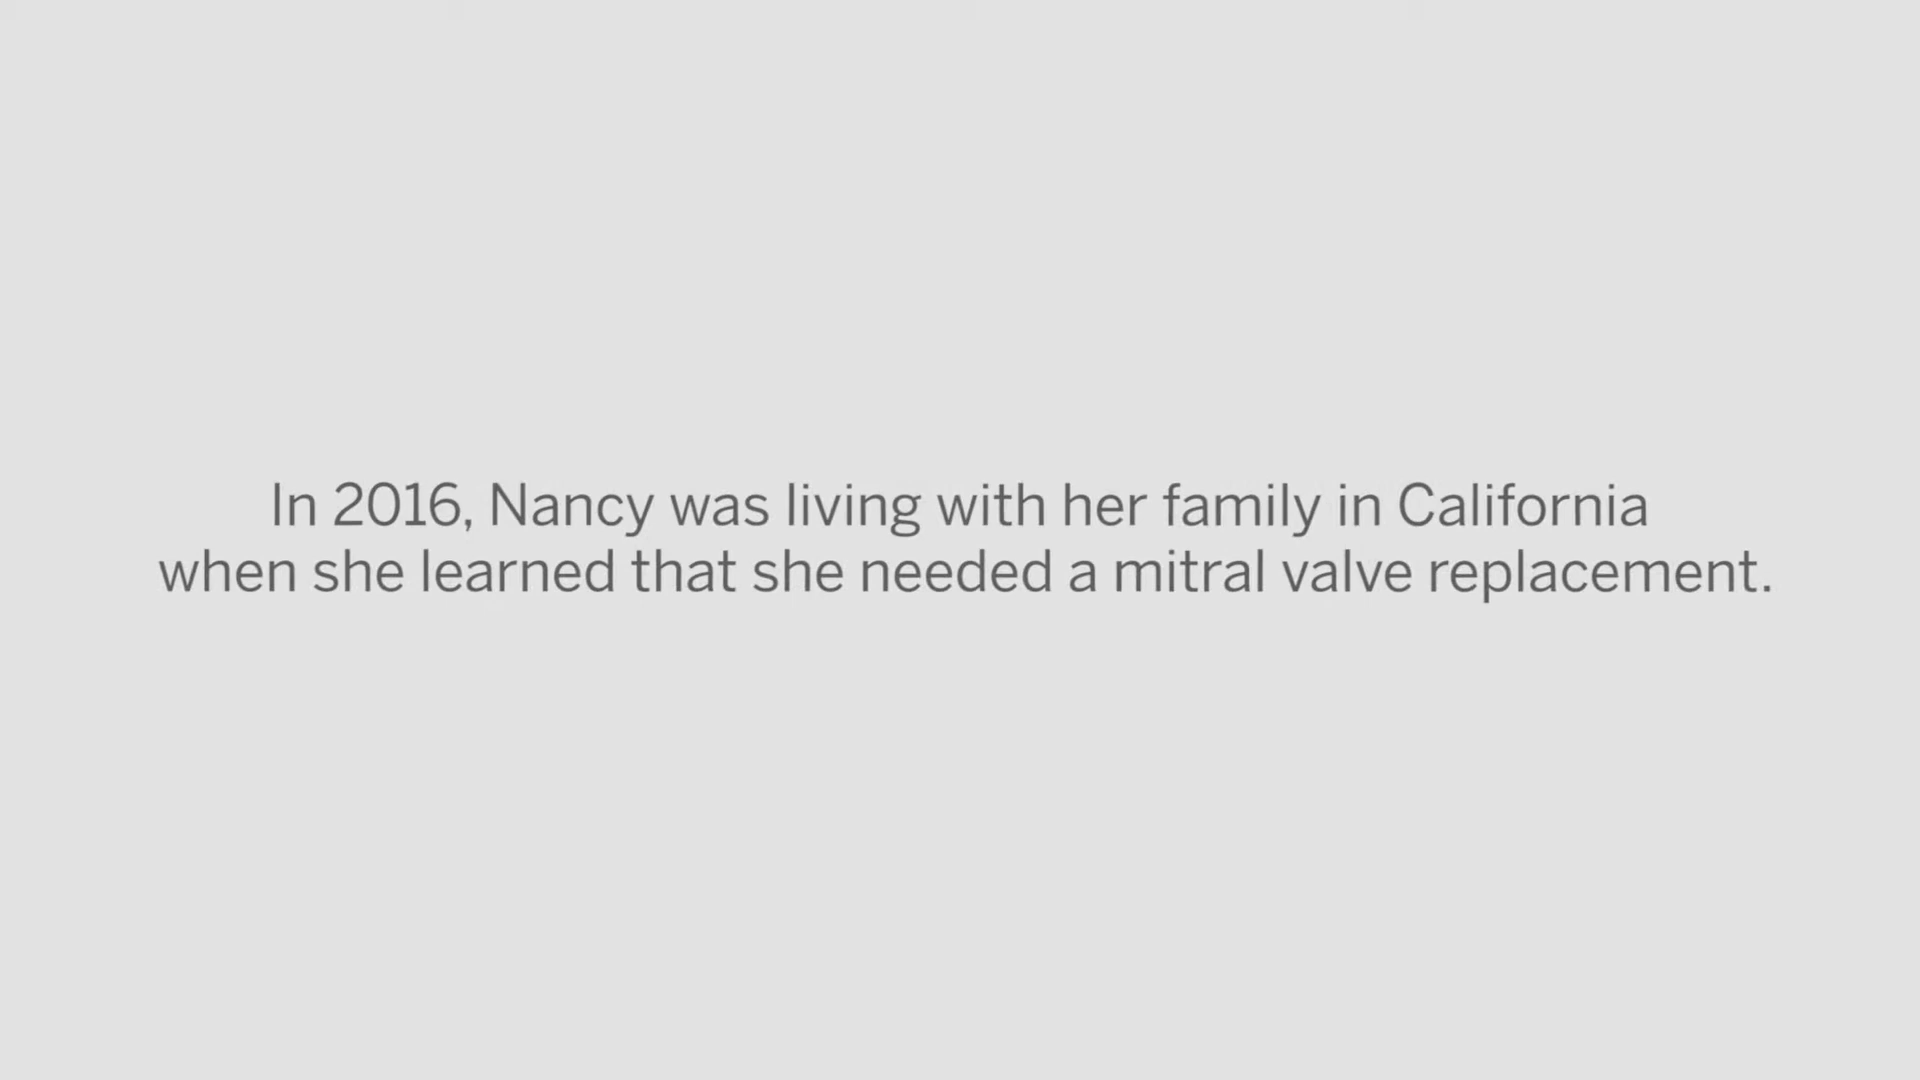 In 2016, Nancy was living with her family in California
when she learned that she needed a mitral valve replacement.